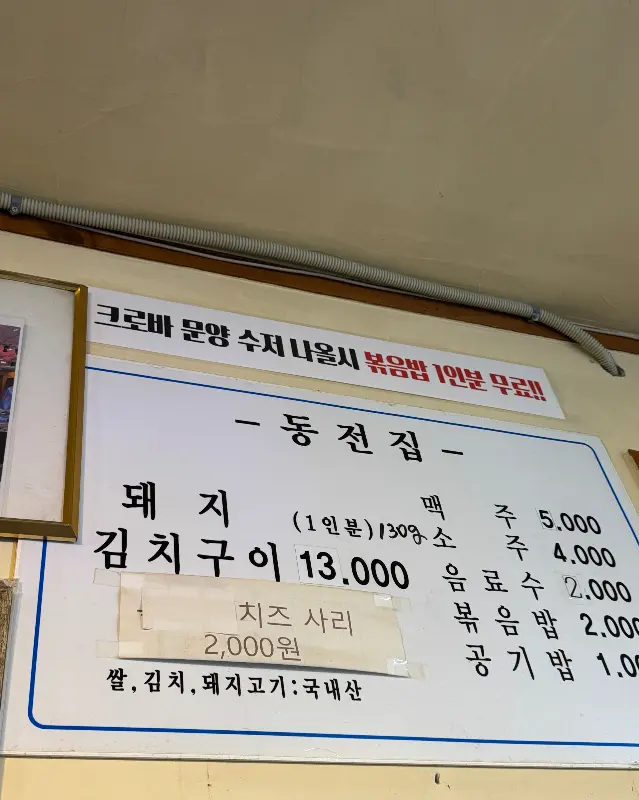 크로바 문양 수저 나올시 볶음밥 1인분 무료!!
- 동전집 -
돼지
김치구이 (1인분)130g 13.000
치즈 사리
2,000원
쌀,김치,돼지고기:국내산
맥주 5.000
소주 4.000
음료수 2.000
볶음밥 2.000
공기밥 1.0